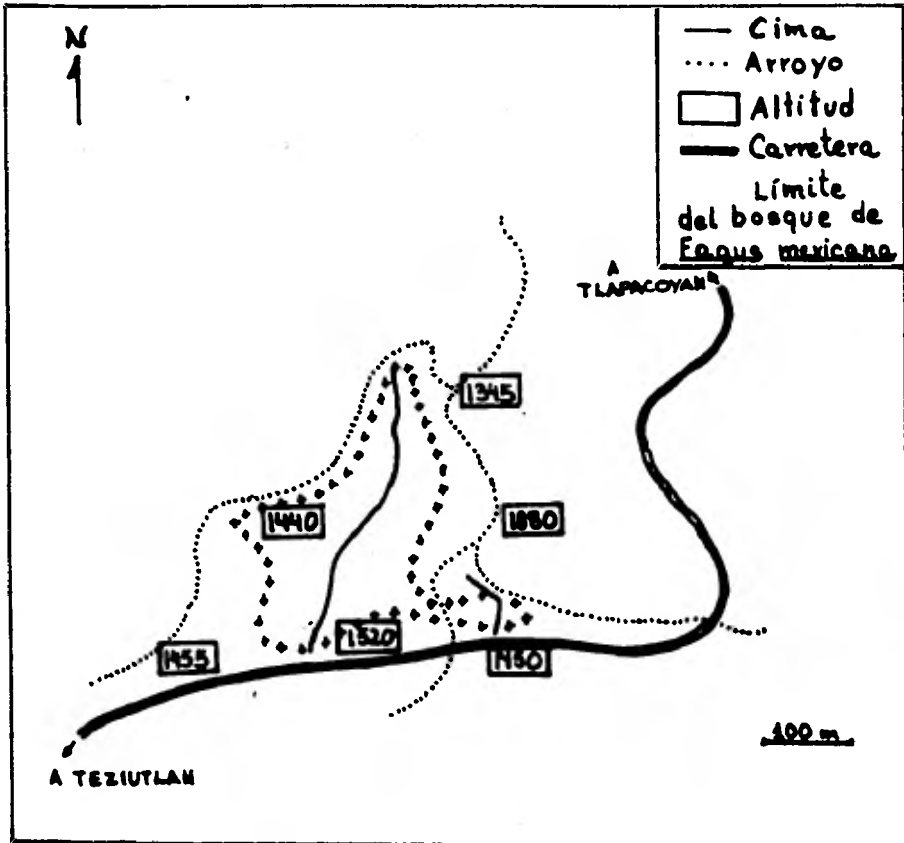 N
Cima
Arroyo
Altitud
Carretera
Límite
del bosque de
Fagus mexicana
A
TLAPACOYAN
1345
1440
1880
1520
1455
1450
100 m
A TEZIUTLAN